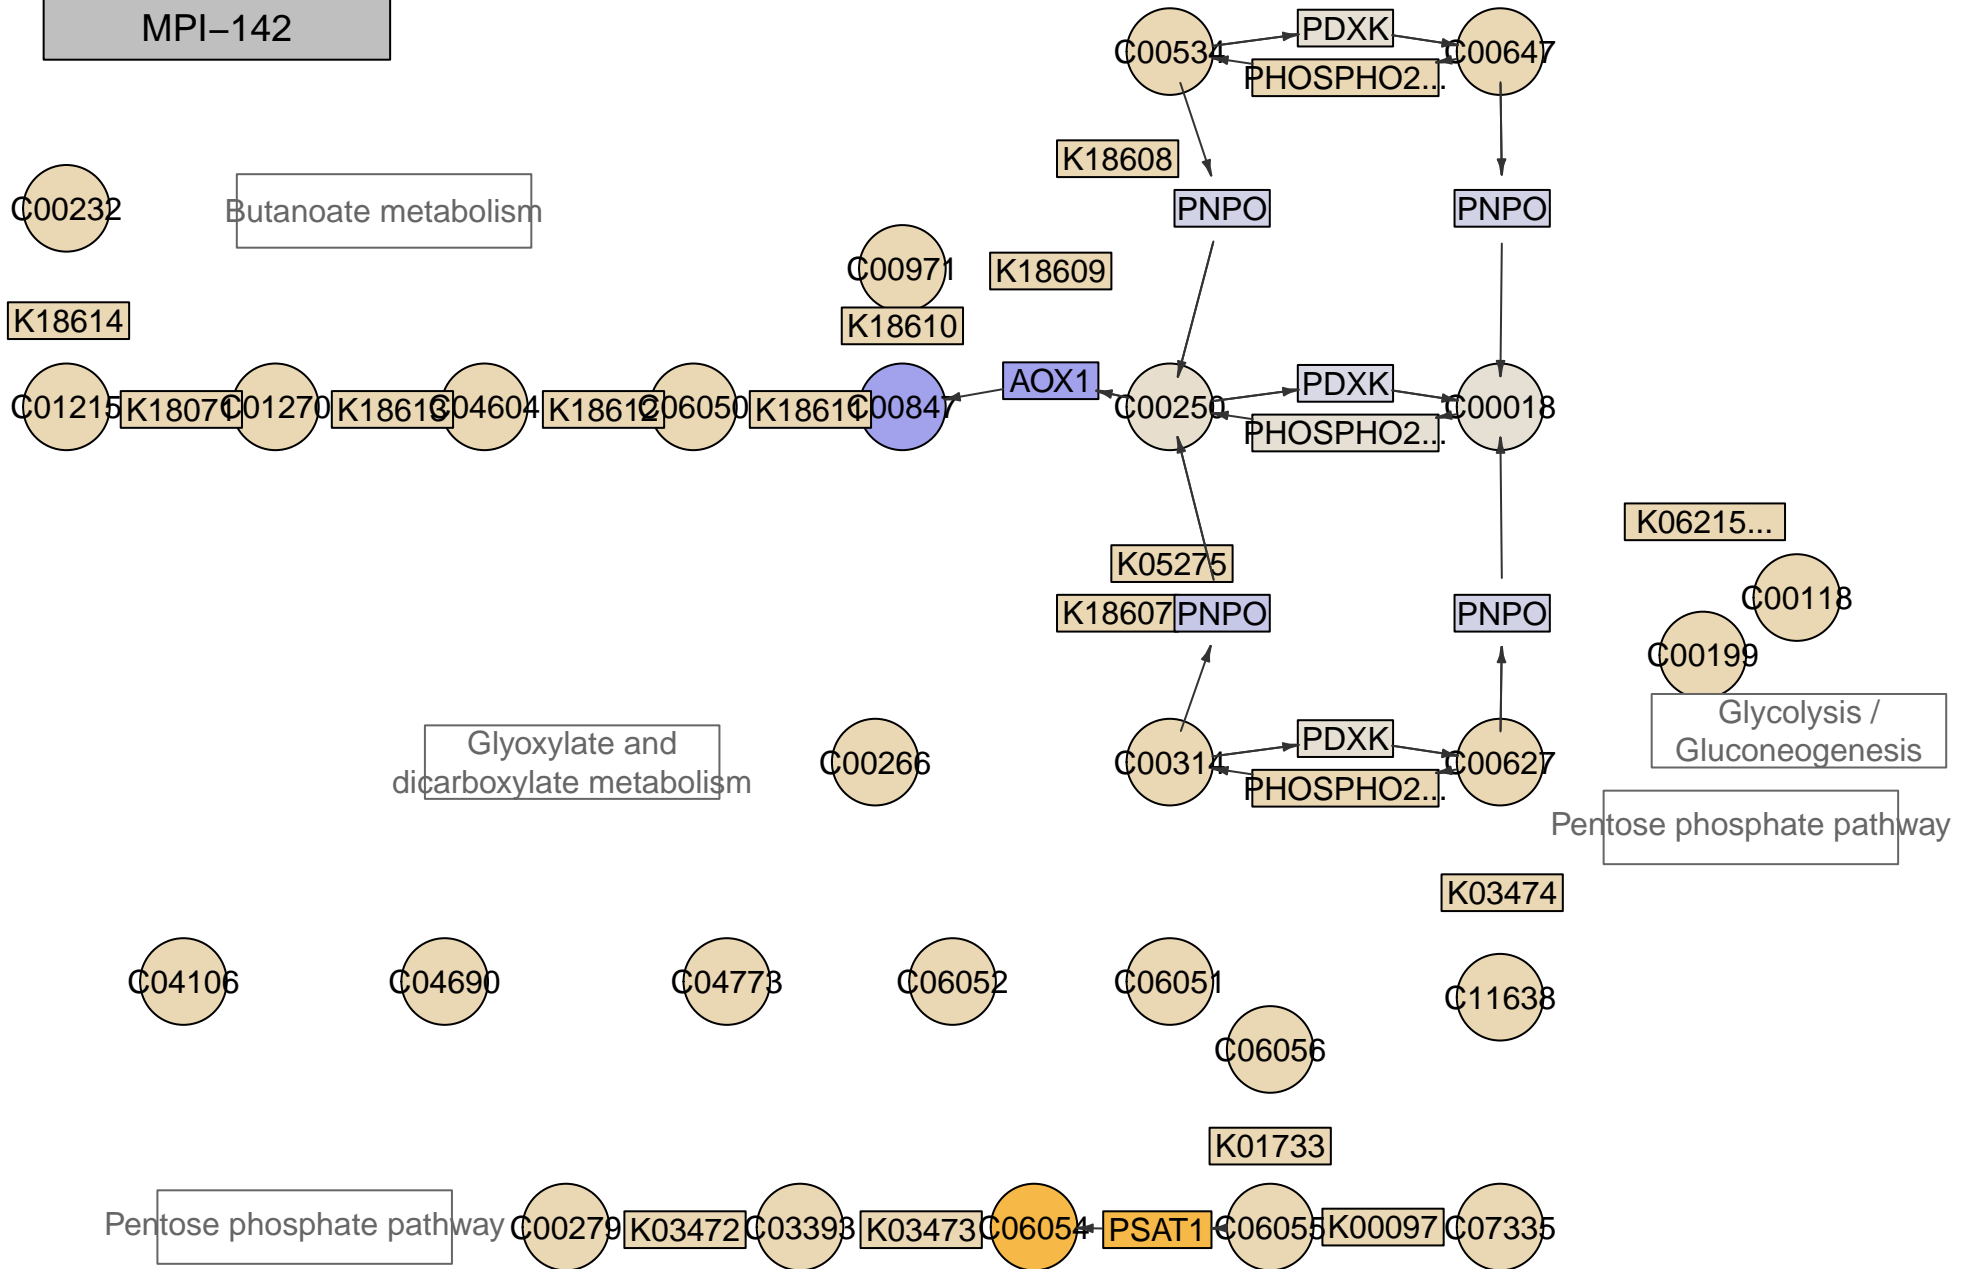 MPI−142
C00534
PDXK
C00647
PHOSPHO2...
K18608
C00232
Butanoate metabolism
PNPO
PNPO
C00971
K18609
K18614
K18610
C01215
K18071
C01270
K18613
C04604
K18612
C06050
K18611
C00847
AOX1
C00250
PDXK
C00018
PHOSPHO2...
K06215...
K05275
C00118
K18607
PNPO
PNPO
C00199
Glycolysis /
Gluconeogenesis
Glyoxylate and
dicarboxylate metabolism
C00266
C00314
PDXK
C00627
PHOSPHO2...
Pentose phosphate pathway
K03474
C04106
C04690
C04773
C06052
C06051
C11638
C06056
K01733
Pentose phosphate pathway
C00279
K03472
C03393
K03473
C06054
PSAT1
C06055
K00097
C07335